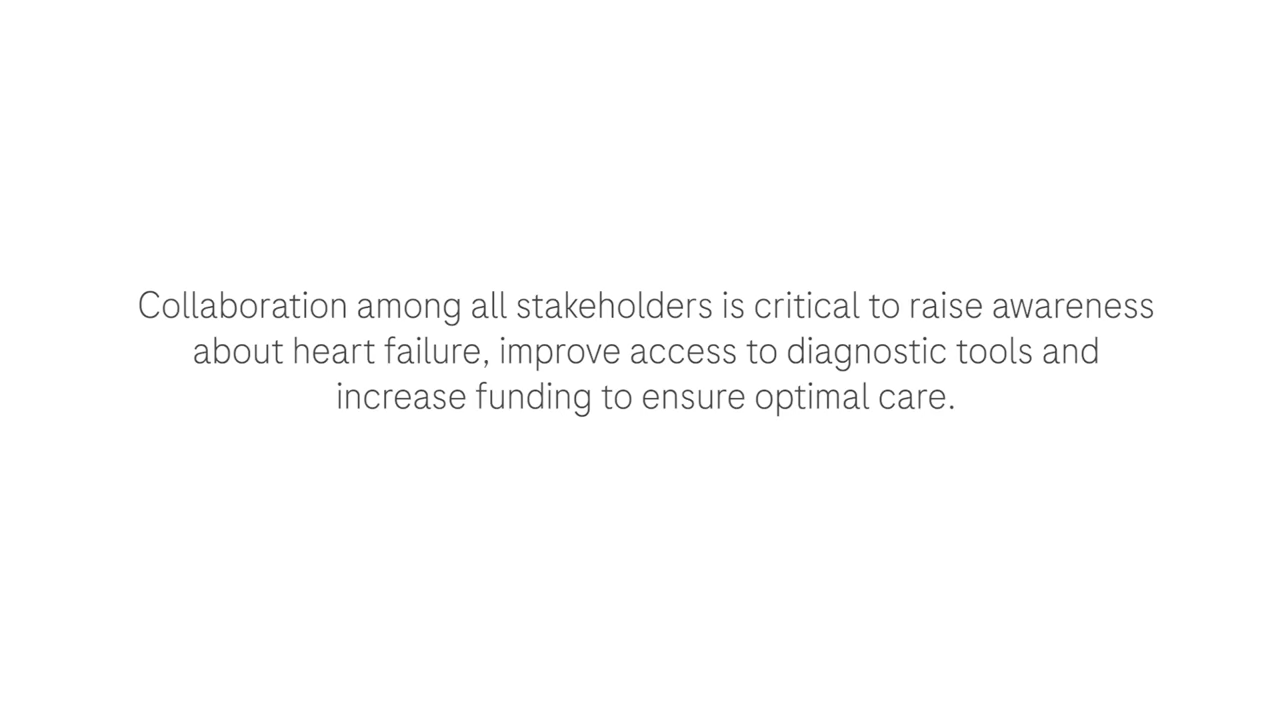 Collaboration among all stakeholders is critical to raise awareness
about heart failure, improve access to diagnostic tools and
increase funding to ensure optimal care.